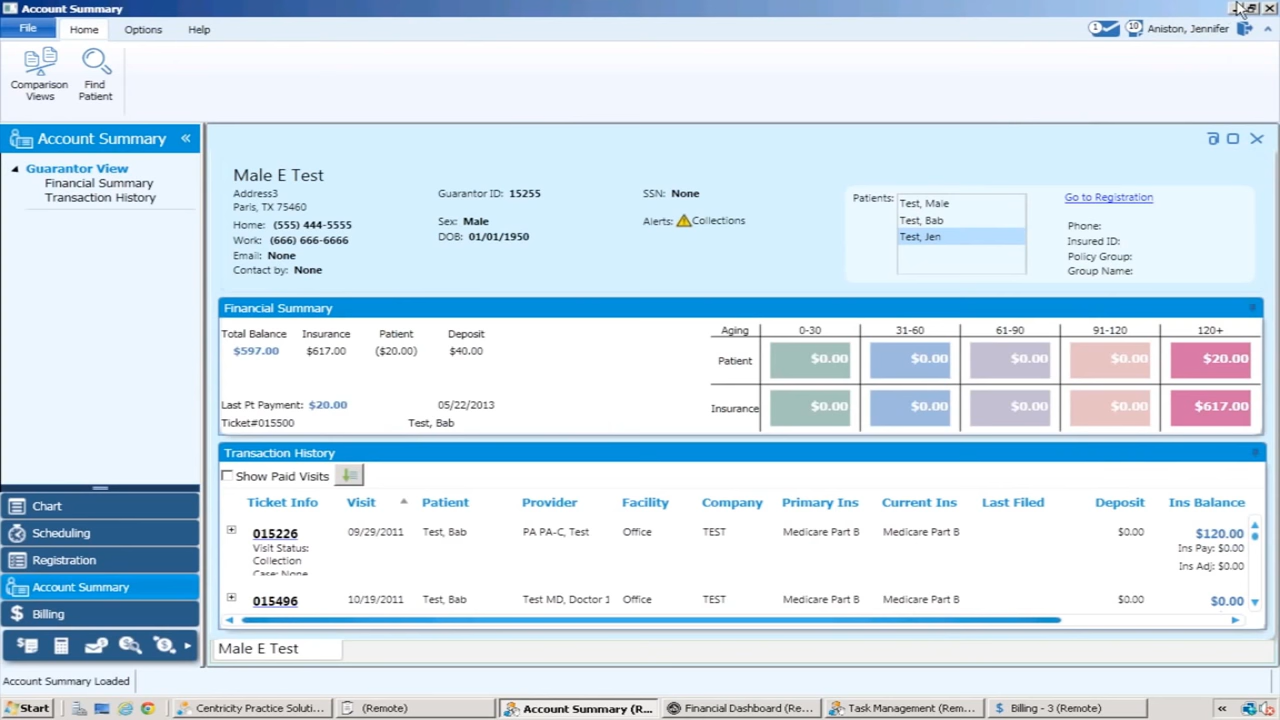 Account Summary
File Home Options Help
1 10 Aniston, Jennifer
Comparison Views
Find Patient
Account Summary «
Guarantor View
Financial Summary
Transaction History
Male E Test
Address3
Paris, TX 75460
Home: (555) 444-5555
Work: (666) 666-6666
Email: None
Contact by: None
Guarantor ID: 15255
Sex: Male
DOB: 01/01/1950
SSN: None
Alerts: Collections
Patients: Test, Male
Test, Bab
Test, Jen
Go to Registration
Phone:
Insured ID:
Policy Group:
Group Name:
Financial Summary
Total Balance Insurance Patient Deposit
$597.00 $617.00 ($20.00) $40.00
Last Pt Payment: $20.00 05/22/2013
Ticket#015500 Test, Bab
Aging 0-30 31-60 61-90 91-120 120+
Patient $0.00 $0.00 $0.00 $0.00 $20.00
Insurance $0.00 $0.00 $0.00 $0.00 $617.00
Transaction History
Show Paid Visits
Ticket Info Visit Patient Provider Facility Company Primary Ins Current Ins Last Filed Deposit Ins Balance
015226 09/29/2011 Test, Bab PA PA-C, Test Office TEST Medicare Part B Medicare Part B $0.00 $120.00
Visit Status: Ins Pay: $0.00
Collection
Case: None Ins Adj: $0.00
015496 10/19/2011 Test, Bab Test MD, Doctor 1 Office TEST Medicare Part B Medicare Part B $0.00 $0.00
Male E Test
Chart
Scheduling
Registration
Account Summary
Billing
Account Summary Loaded
Start Centricity Practice Soluti... (Remote) Account Summary (R... Financial Dashboard (Re... Task Management (Rem... Billing - 3 (Remote) «